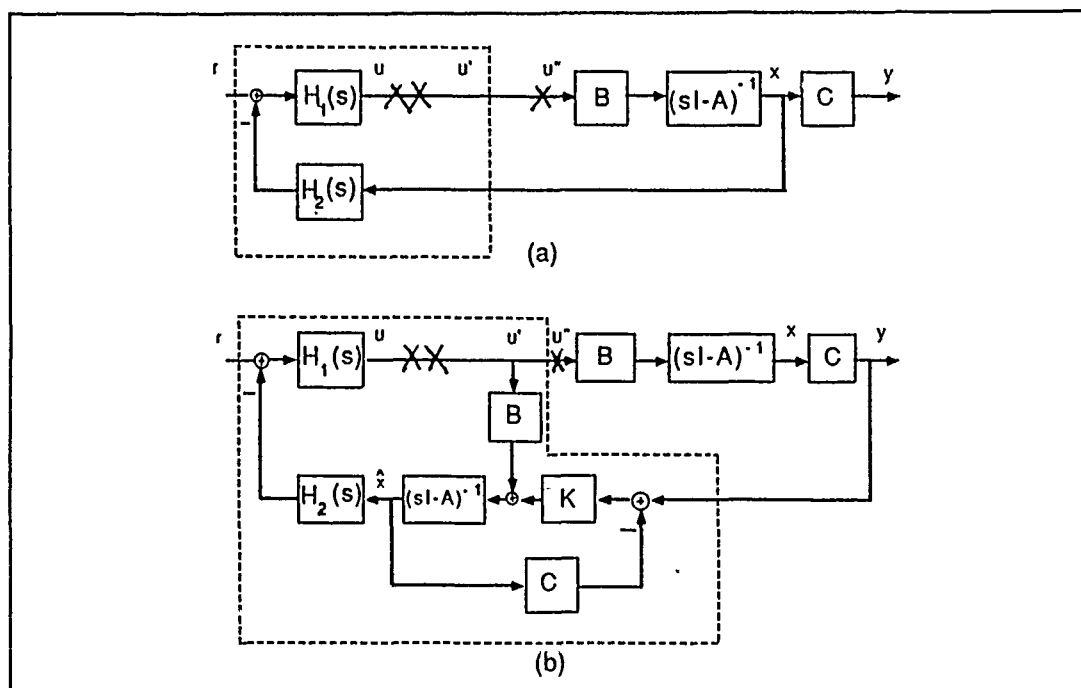 r u u' u" x y
H₁(s) B (sI-A)⁻¹ C
−
H₂(s)
(a)
r u u' u" x y
H₁(s) B (sI-A)⁻¹ C
−
B
H₂(s) x̂ (sI-A)⁻¹ K
−
C
(b)